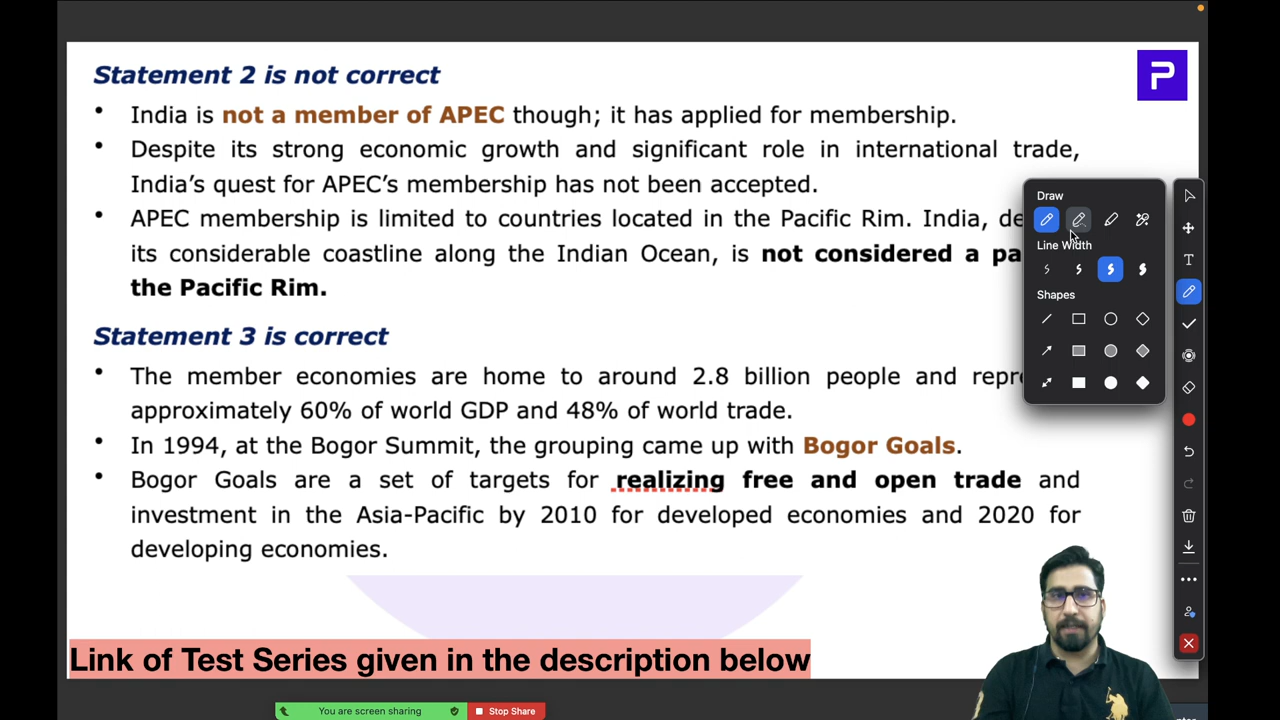 Statement 2 is not correct
P
• India is not a member of APEC though; it has applied for membership.
• Despite its strong economic growth and significant role in international trade,
India’s quest for APEC’s membership has not been accepted.
• APEC membership is limited to countries located in the Pacific Rim. India,
its considerable coastline along the Indian Ocean, is not considered a
the Pacific Rim.
Statement 3 is correct
• The member economies are home to around 2.8 billion people and
approximately 60% of world GDP and 48% of world trade.
• In 1994, at the Bogor Summit, the grouping came up with Bogor Goals.
• Bogor Goals are a set of targets for realizing free and open trade and
investment in the Asia-Pacific by 2010 for developed economies and 2020 for
developing economies.
Draw
Line Width
Shapes
T
Link of Test Series given in the description below
You are screen sharing
Stop Share